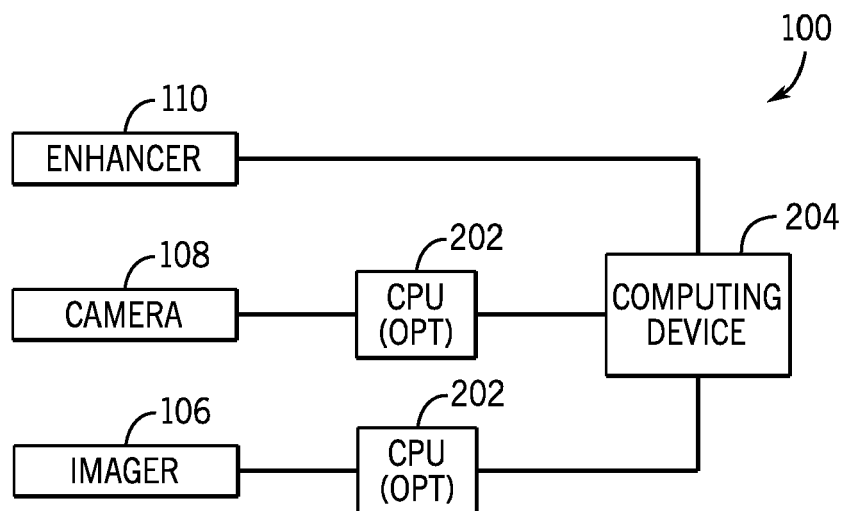 100
110
ENHANCER
108
CAMERA
202
CPU
(OPT)
204
COMPUTING
DEVICE
106
IMAGER
202
CPU
(OPT)